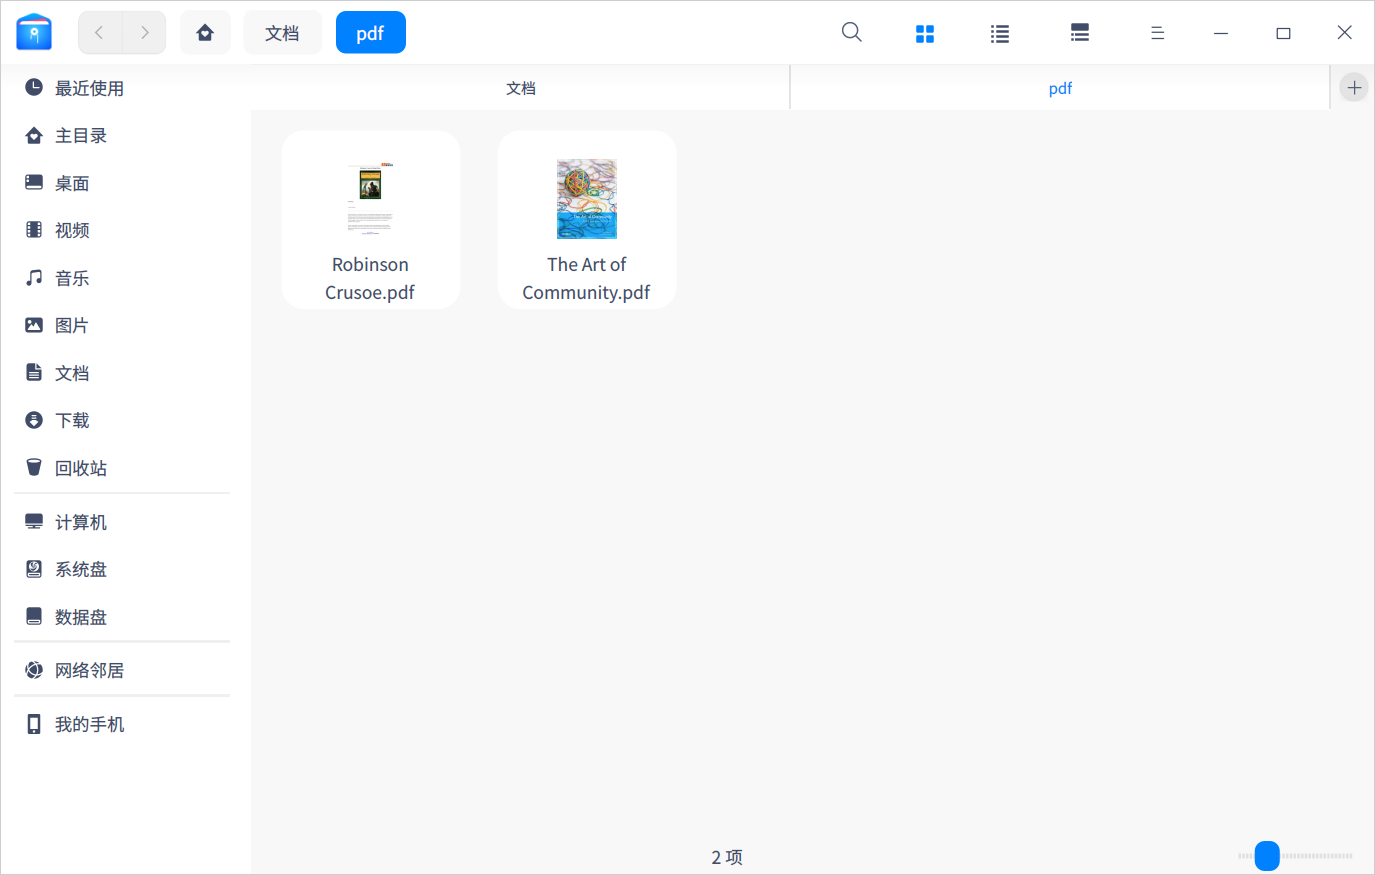 文档
pdf
最近使用
主目录
桌面
视频
音乐
图片
文档
下载
回收站
计算机
系统盘
数据盘
网络邻居
我的手机
文档
pdf
Robinson
Crusoe.pdf
The Art of
Community.pdf
2 项